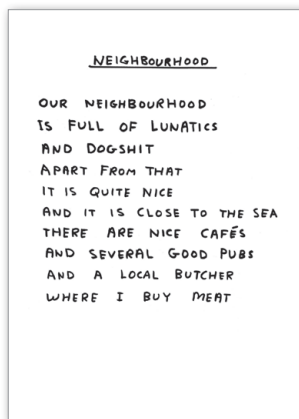 NEIGHBOURHOOD
OUR NEIGHBOURHOOD
IS FULL OF LUNATICS
AND DOGSHIT
APART FROM THAT
IT IS QUITE NICE
AND IT IS CLOSE TO THE SEA
THERE ARE NICE CAFÉS
AND SEVERAL GOOD PUBS
AND A LOCAL BUTCHER
WHERE I BUY MEAT